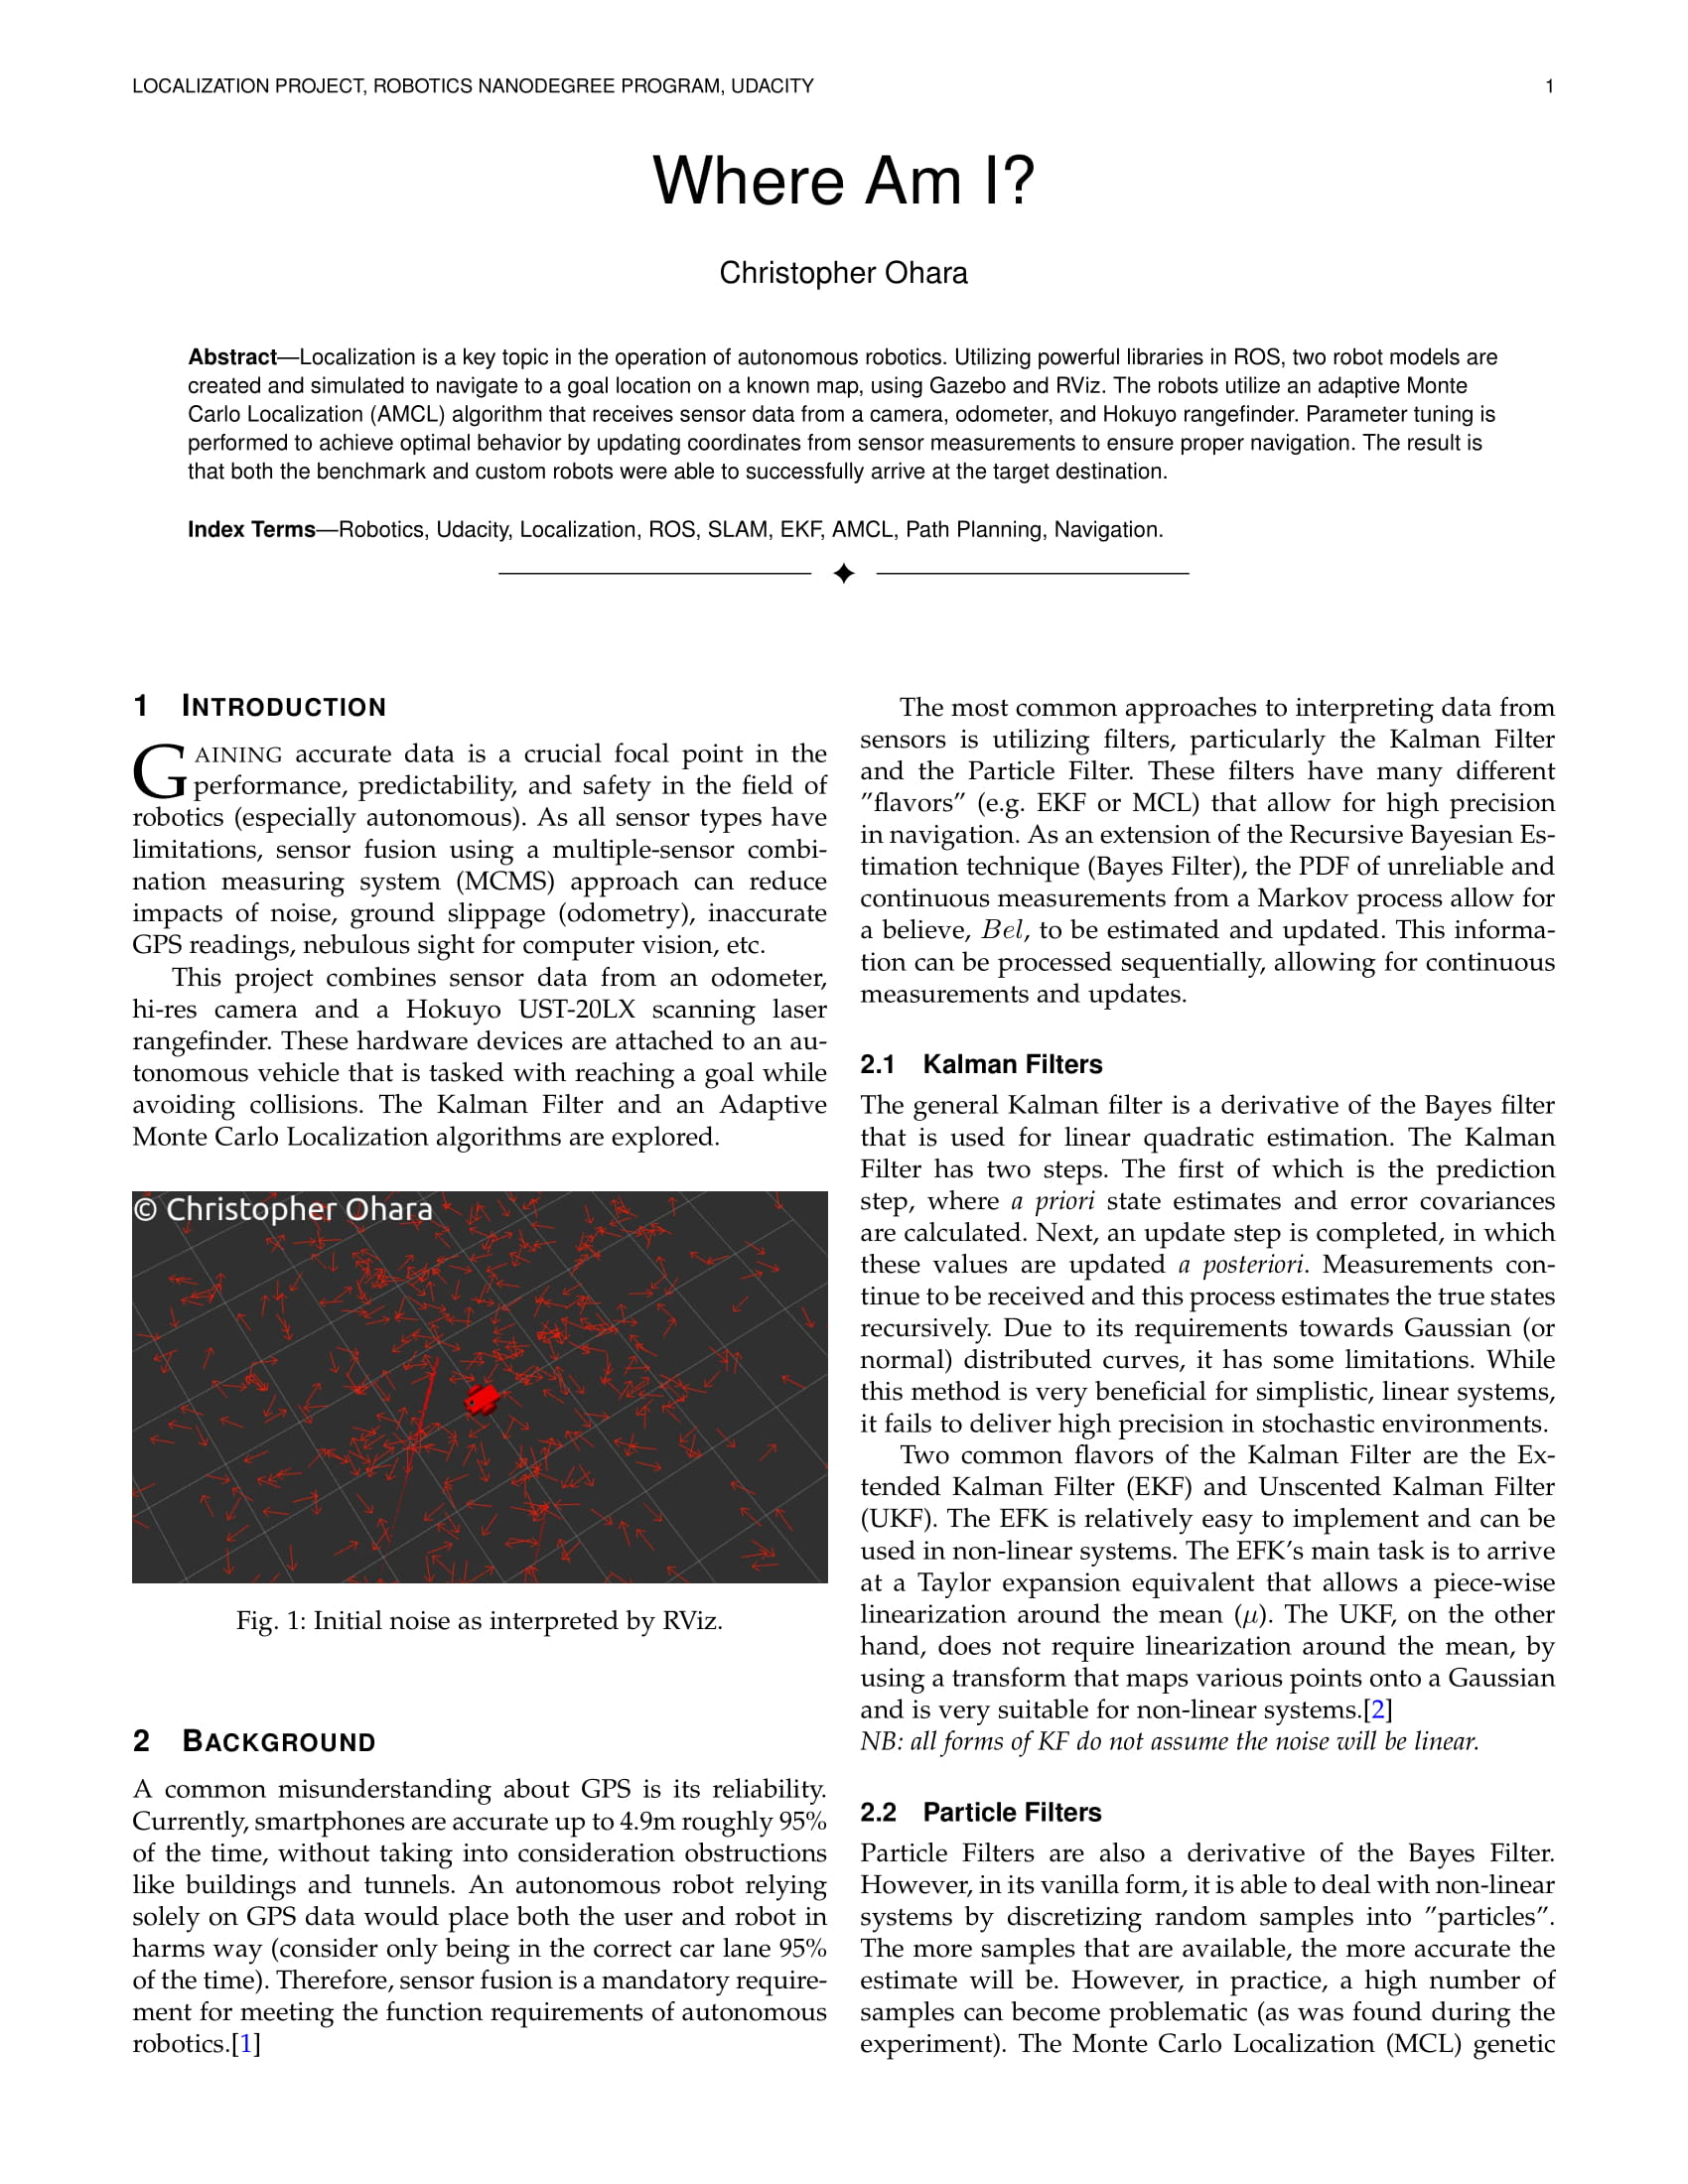 LOCALIZATION PROJECT, ROBOTICS NANODEGREE PROGRAM, UDACITY 1
Where Am I?
Christopher Ohara
Abstract—Localization is a key topic in the operation of autonomous robotics. Utilizing powerful libraries in ROS, two robot models are
created and simulated to navigate to a goal location on a known map, using Gazebo and RViz. The robots utilize an adaptive Monte
Carlo Localization (AMCL) algorithm that receives sensor data from a camera, odometer, and Hokuyo rangefinder. Parameter tuning is
performed to achieve optimal behavior by updating coordinates from sensor measurements to ensure proper navigation. The result is
that both the benchmark and custom robots were able to successfully arrive at the target destination.
Index Terms—Robotics, Udacity, Localization, ROS, SLAM, EKF, AMCL, Path Planning, Navigation.
1 INTRODUCTION
GAINING accurate data is a crucial focal point in the
performance, predictability, and safety in the field of
robotics (especially autonomous). As all sensor types have
limitations, sensor fusion using a multiple-sensor combi-
nation measuring system (MCMS) approach can reduce
impacts of noise, ground slippage (odometry), inaccurate
GPS readings, nebulous sight for computer vision, etc.
This project combines sensor data from an odometer,
hi-res camera and a Hokuyo UST-20LX scanning laser
rangefinder. These hardware devices are attached to an au-
tonomous vehicle that is tasked with reaching a goal while
avoiding collisions. The Kalman Filter and an Adaptive
Monte Carlo Localization algorithms are explored.
© Christopher Ohara
Fig. 1: Initial noise as interpreted by RViz.
2 BACKGROUND
A common misunderstanding about GPS is its reliability.
Currently, smartphones are accurate up to 4.9m roughly 95%
of the time, without taking into consideration obstructions
like buildings and tunnels. An autonomous robot relying
solely on GPS data would place both the user and robot in
harms way (consider only being in the correct car lane 95%
of the time). Therefore, sensor fusion is a mandatory require-
ment for meeting the function requirements of autonomous
robotics.[1]
The most common approaches to interpreting data from
sensors is utilizing filters, particularly the Kalman Filter
and the Particle Filter. These filters have many different
”flavors” (e.g. EKF or MCL) that allow for high precision
in navigation. As an extension of the Recursive Bayesian Es-
timation technique (Bayes Filter), the PDF of unreliable and
continuous measurements from a Markov process allow for
a believe, Bel, to be estimated and updated. This informa-
tion can be processed sequentially, allowing for continuous
measurements and updates.
2.1 Kalman Filters
The general Kalman filter is a derivative of the Bayes filter
that is used for linear quadratic estimation. The Kalman
Filter has two steps. The first of which is the prediction
step, where a priori state estimates and error covariances
are calculated. Next, an update step is completed, in which
these values are updated a posteriori. Measurements con-
tinue to be received and this process estimates the true states
recursively. Due to its requirements towards Gaussian (or
normal) distributed curves, it has some limitations. While
this method is very beneficial for simplistic, linear systems,
it fails to deliver high precision in stochastic environments.
Two common flavors of the Kalman Filter are the Ex-
tended Kalman Filter (EKF) and Unscented Kalman Filter
(UKF). The EFK is relatively easy to implement and can be
used in non-linear systems. The EFK’s main task is to arrive
at a Taylor expansion equivalent that allows a piece-wise
linearization around the mean (μ). The UKF, on the other
hand, does not require linearization around the mean, by
using a transform that maps various points onto a Gaussian
and is very suitable for non-linear systems.[2]
NB: all forms of KF do not assume the noise will be linear.
2.2 Particle Filters
Particle Filters are also a derivative of the Bayes Filter.
However, in its vanilla form, it is able to deal with non-linear
systems by discretizing random samples into ”particles”.
The more samples that are available, the more accurate the
estimate will be. However, in practice, a high number of
samples can become problematic (as was found during the
experiment). The Monte Carlo Localization (MCL) genetic